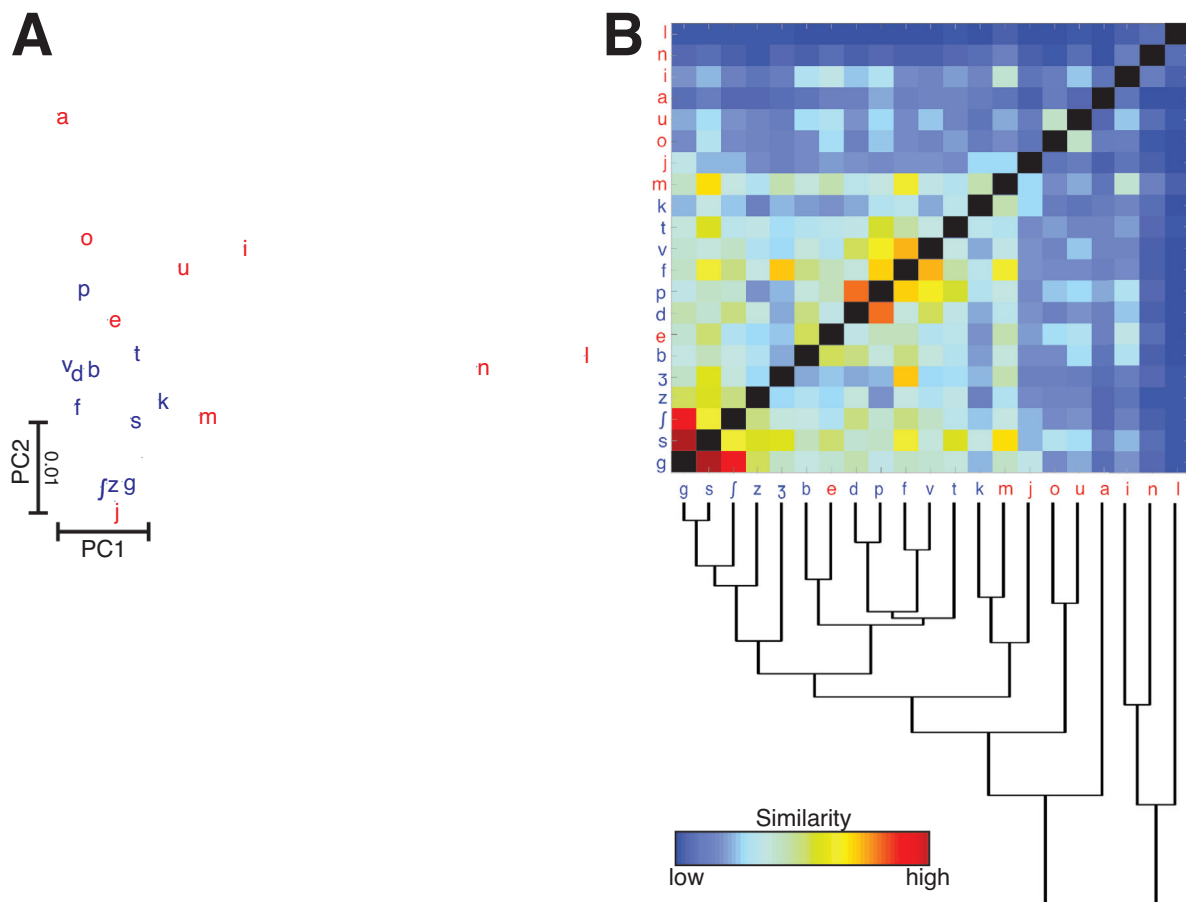 A
a
o
i
u
p
e
t
v d b
l
n
f
k
s
m
PC2
0.01
ʃ z g
j
PC1
B
l
n
i
a
u
o
j
m
k
t
v
f
p
d
e
b
ʒ
z
ʃ
s
g
g s ʃ z ʒ b e d p f v t k m j o u a i n l
Similarity
low high